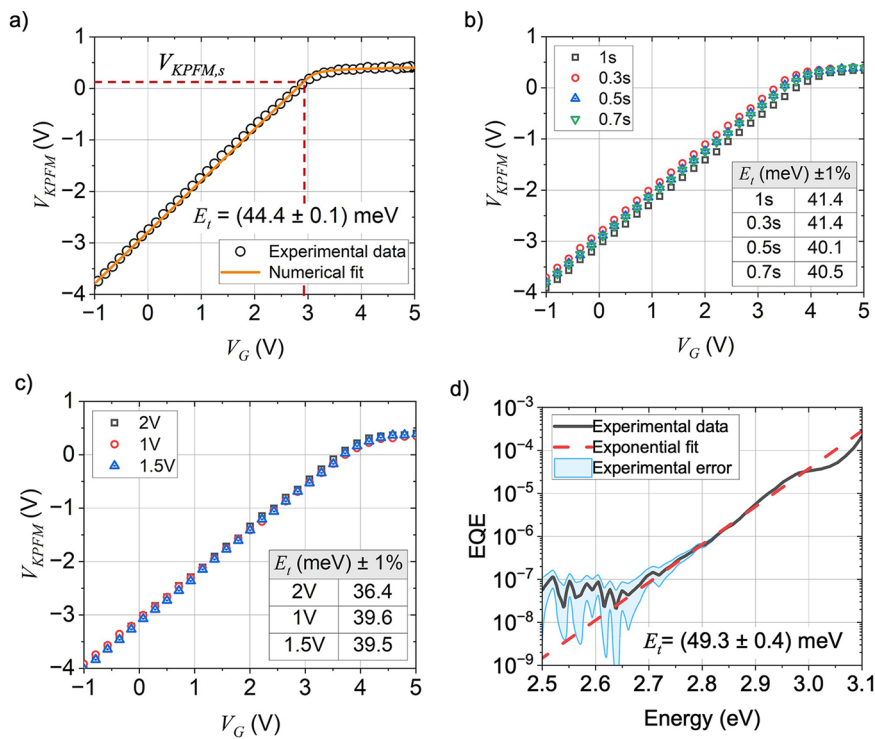 a)
V_KPFM,s
1
0
−1
−2
−3
−4
V_KPFM (V)
E_t = (44.4 ± 0.1) meV
Experimental data
Numerical fit
−1 0 1 2 3 4 5
V_G (V)
b)
1
0
−1
−2
−3
−4
V_KPFM (V)
1s
0.3s
0.5s
0.7s
E_t (meV) ±1%
1s 41.4
0.3s 41.4
0.5s 40.1
0.7s 40.5
−1 0 1 2 3 4 5
V_G (V)
c)
1
0
−1
−2
−3
−4
V_KPFM (V)
2V
1V
1.5V
E_t (meV) ± 1%
2V 36.4
1V 39.6
1.5V 39.5
−1 0 1 2 3 4 5
V_G (V)
d)
10⁻³
10⁻⁴
10⁻⁵
10⁻⁶
10⁻⁷
10⁻⁸
10⁻⁹
EQE
Experimental data
Exponential fit
Experimental error
E_t= (49.3 ± 0.4) meV
2.5 2.6 2.7 2.8 2.9 3.0 3.1
Energy (eV)